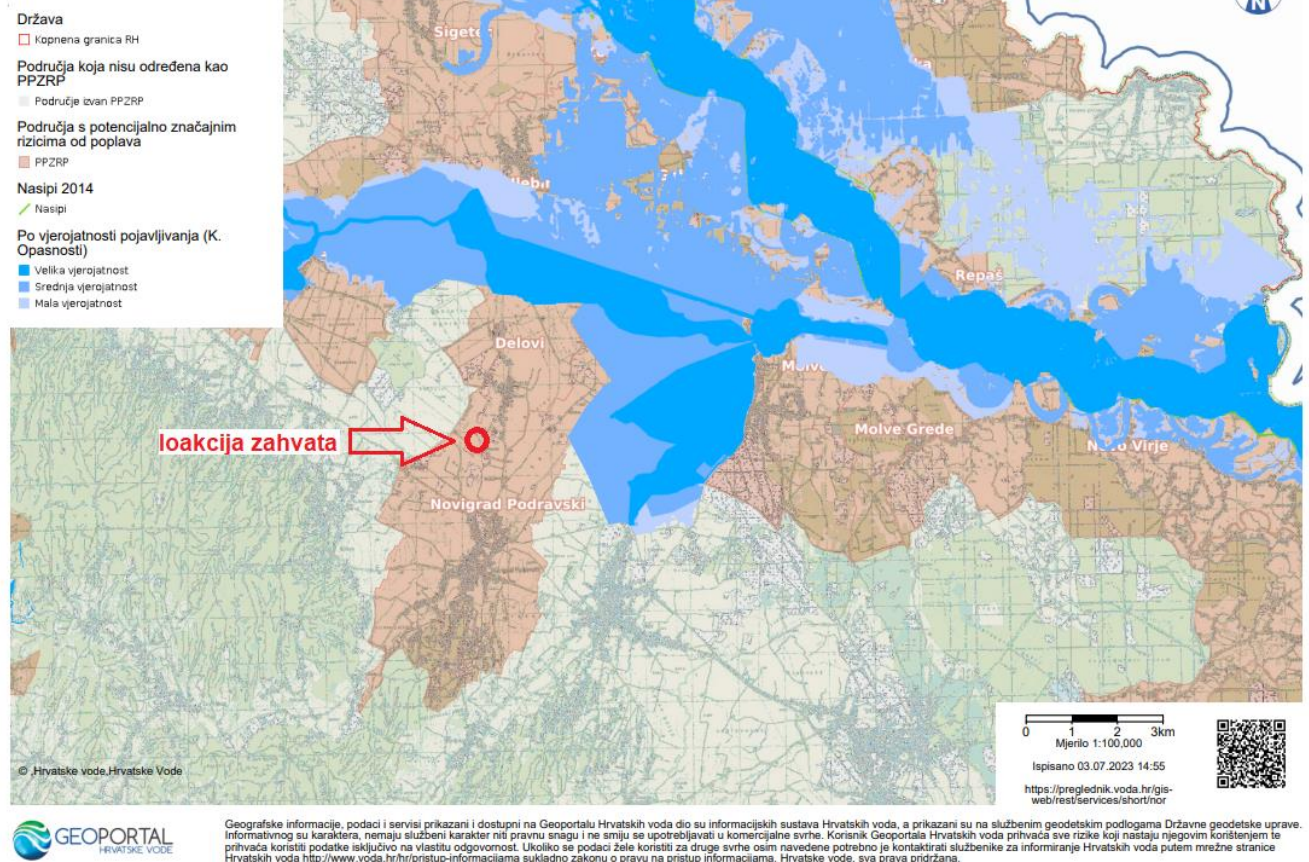 Država
Kopnena granica RH
Područja koja nisu određena kao
PPZRP
Područje izvan PPZRP
Područja s potencijalno značajnim
rizicima od poplava
PPZRP
Nasipi 2014
Nasipi
Po vjerojatnosti pojavljivanja (K.
Opasnosti)
Velika vjerojatnost
Srednja vjerojatnost
Mala vjerojatnost
N
Sigetec
Repaš
Delovi
Molve
loakcija zahvata
Molve Grede
Novo Virje
Novigrad Podravski
0 1 2 3km
Mjerilo 1:100,000
Ispisano 03.07.2023 14:55
https://preglednik.voda.hr/gis-
web/rest/services/short/nor
© ,Hrvatske vode,Hrvatske Vode
GEOPORTAL
HRVATSKE VODE
Geografske informacije, podaci i servisi prikazani i dostupni na Geoportalu Hrvatskih voda dio su informacijskih sustava Hrvatskih voda, a prikazani su na službenim geodetskim podlogama Državne geodetske uprave.
Informativnog su karaktera, nemaju službeni karakter niti pravnu snagu i ne smiju se upotrebljavati u komercijalne svrhe. Korisnik Geoportala Hrvatskih voda prihvaća sve rizike koji nastaju njegovim korištenjem te
prihvaća koristiti podatke isključivo na vlastitu odgovornost. Ukoliko se podaci žele koristiti za druge svrhe osim navedene potrebno je kontaktirati službenike za informiranje Hrvatskih voda putem mrežne stranice
Hrvatskih voda http://www.voda.hr/hr/pristup-informacijama sukladno zakonu o pravu na pristup informacijama. Hrvatske vode, sva prava pridržana.